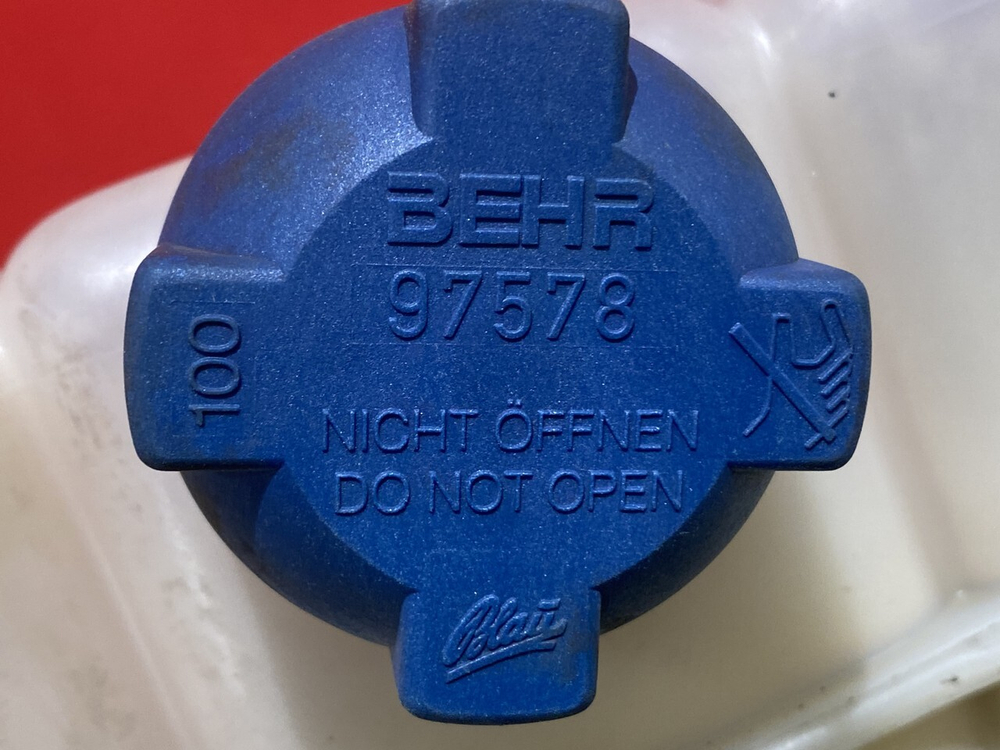 BEHR
97578
100
NICHT ÖFFNEN
DO NOT OPEN
Blau